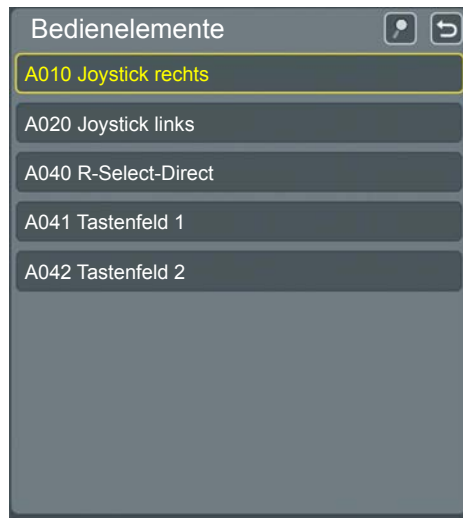 Bedienelemente
A010 Joystick rechts
A020 Joystick links
A040 R-Select-Direct
A041 Tastenfeld 1
A042 Tastenfeld 2